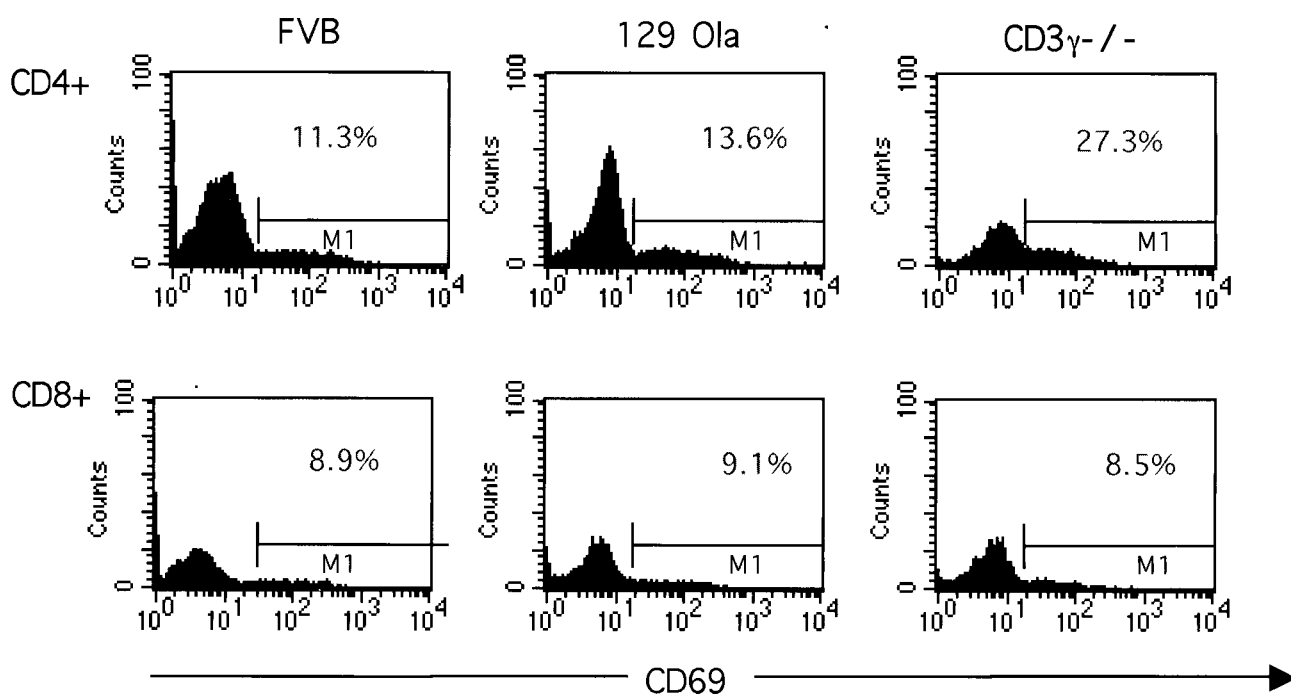 FVB 129 Ola CD3γ-/-
CD4+
100 100 100
11.3% 13.6% 27.3%
Counts Counts Counts
M1 M1 M1
0 0 0
10^0 10^1 10^2 10^3 10^4 10^0 10^1 10^2 10^3 10^4 10^0 10^1 10^2 10^3 10^4
CD8+
100 100 100
8.9% 9.1% 8.5%
Counts Counts Counts
M1 M1 M1
0 0 0
10^0 10^1 10^2 10^3 10^4 10^0 10^1 10^2 10^3 10^4 10^0 10^1 10^2 10^3 10^4
CD69